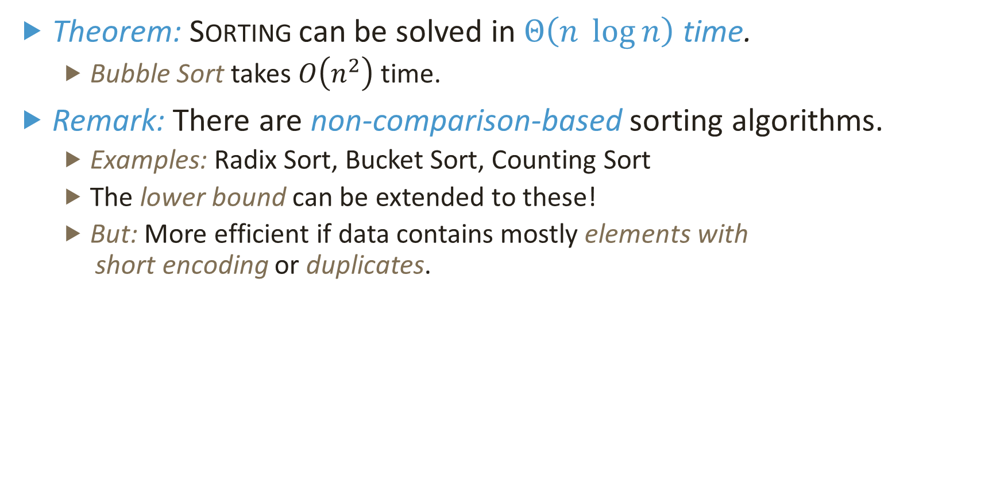 ▶ Theorem: SORTING can be solved in Θ(n log n) time.
▶ Bubble Sort takes O(n²) time.
▶ Remark: There are non-comparison-based sorting algorithms.
▶ Examples: Radix Sort, Bucket Sort, Counting Sort
▶ The lower bound can be extended to these!
▶ But: More efficient if data contains mostly elements with
short encoding or duplicates.